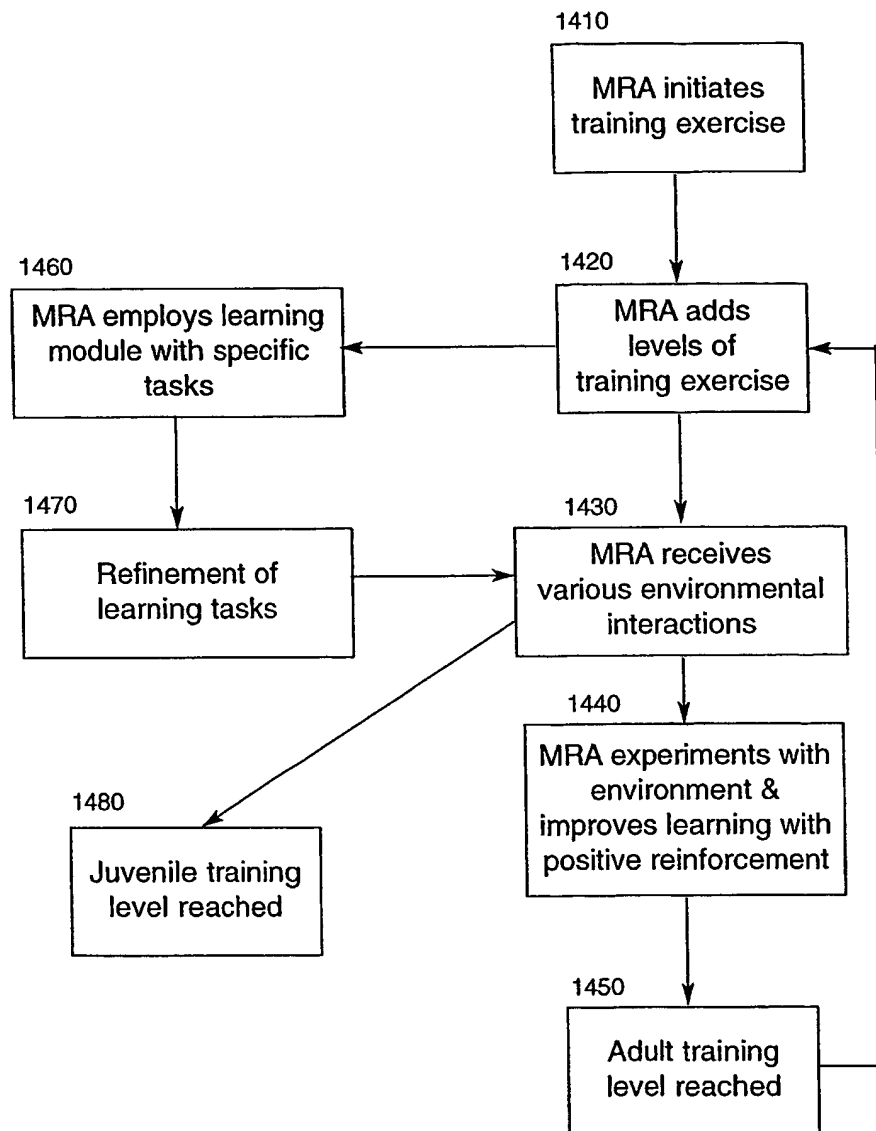 1410
MRA initiates
training exercise
1420
MRA adds
levels of
training exercise
1460
MRA employs learning
module with specific
tasks
1470
Refinement of
learning tasks
1430
MRA receives
various environmental
interactions
1440
MRA experiments with
environment &
improves learning with
positive reinforcement
1480
Juvenile training
level reached
1450
Adult training
level reached